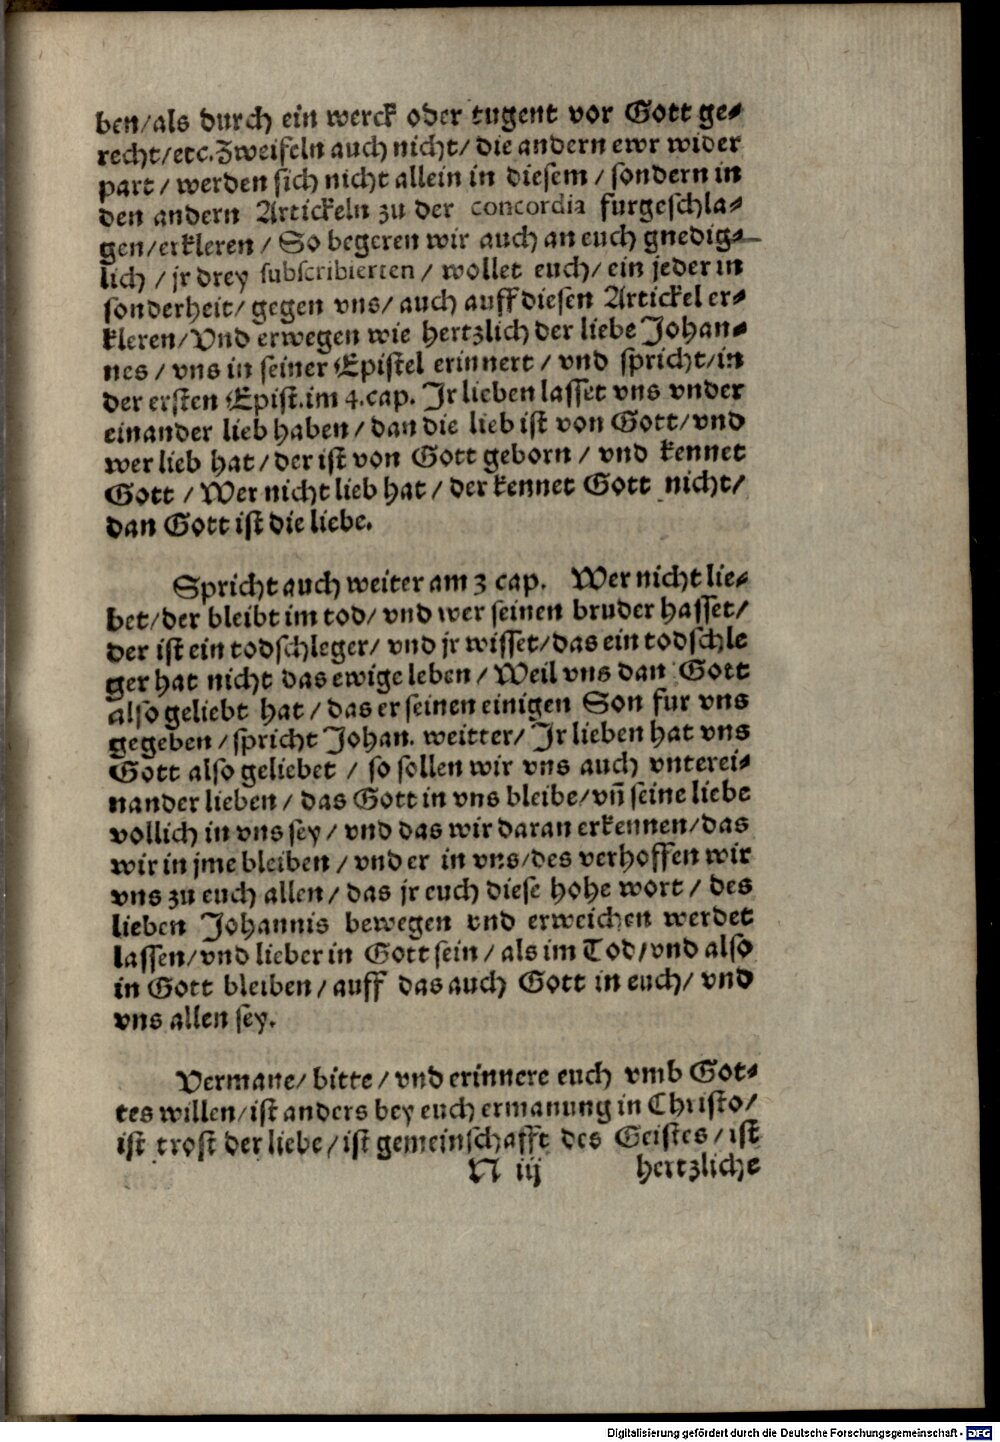 ben/als durch ein werck oder tugent vor Gott ge⸗
recht/etc. Zweifeln auch nicht/ die andern ewr wider
part/ werden sich nicht allein in diesem/ sondern in
den andern Artickeln zu der concordia furgeschla⸗
gen/erkleren/ So begeren wir auch an euch gnedig⸗
lich/ jr drey subscribierten/ wollet euch/ ein jeder in
sonderheit/ gegen vns/ auch auff diesen Artickel er⸗
kleren/ Vnd erwegen wie hertzlich der liebe Johan⸗
nes/ vns in seiner Epistel erinnert/ vnd spricht/in
der ersten Epist.im 4.cap. Jr lieben lasset vns vnder
einander lieb haben/ dan die lieb ist von Gott/ vnd
wer lieb hat/ der ist von Gott geborn/ vnd kennet
Gott/ Wer nicht lieb hat/ der kennet Gott nicht/
dan Gott ist die liebe.
Spricht auch weiter am 3 cap. Wer nicht lie⸗
bet/der bleibt im tod/ vnd wer seinen bruder hasset/
der ist ein todschleger/ vnd jr wisset/das ein todschle
ger hat nicht das ewige leben/ Weil vns dan Gott
also geliebt hat/ das er seinen einigen Son fur vns
gegeben/ spricht Johan. weitter/ Jr lieben hat vns
Gott also geliebet/ so sollen wir vns auch vnterei⸗
nander lieben/ das Gott in vns bleibe/vn̄ seine liebe
vollich in vns sey/ vnd das wir daran erkennen/das
wir in jme bleiben/ vnd er in vns/des verhoffen wir
vns zu euch allen/ das jr euch diese hohe wort/ des
lieben Johannis bewegen vnd erweichen werdet
lassen/vnd lieber in Gott sein/ als im Tod/vnd also
in Gott bleiben/ auff das auch Gott in euch/ vnd
vns allen sey.
Vermane/ bitte/ vnd erinnere euch vmb Got⸗
tes willen/ist anders bey euch ermanung in Christo/
ist trost der liebe/ ist gemeinschafft des Geistes/ ist
N iij hertzliche
Digitalisierung gefördert durch die Deutsche Forschungsgemeinschaft - DFG